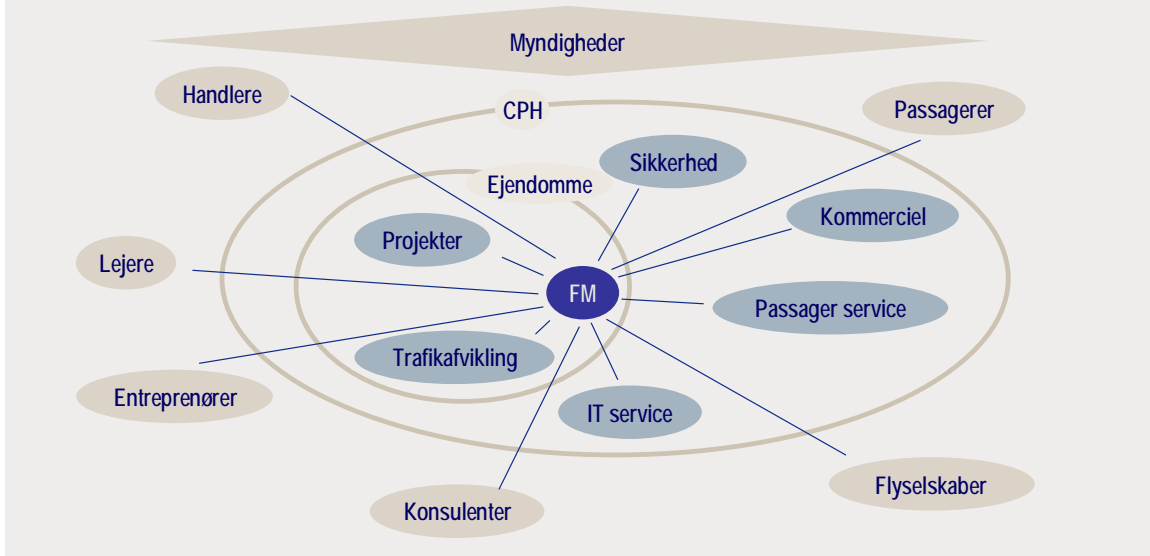 Myndigheder
Handlere
CPH
Passagerer
Sikkerhed
Ejendomme
Kommerciel
Projekter
Lejere
FM
Passager service
Trafikafvikling
Entreprenører
IT service
Flyselskaber
Konsulenter